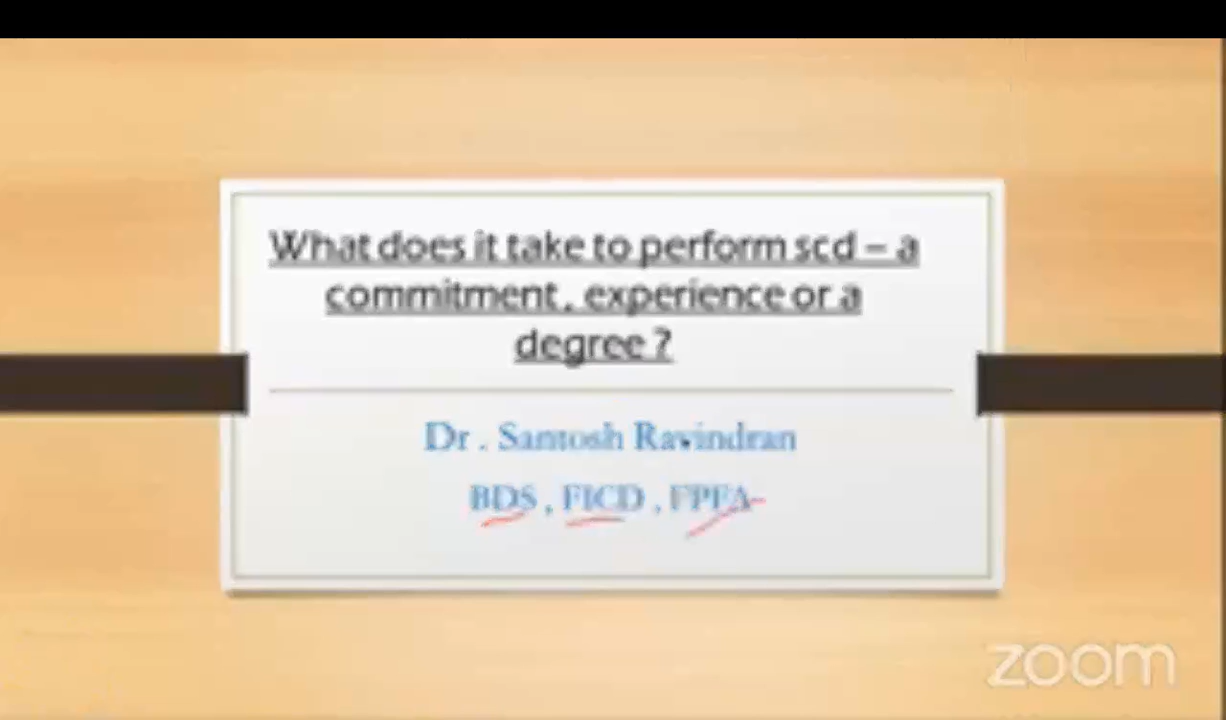 What does it take to perform scd – a
commitment , experience or a
degree ?
Dr . Santosh Ravindran
BDS , FICD , FPFA
zoom